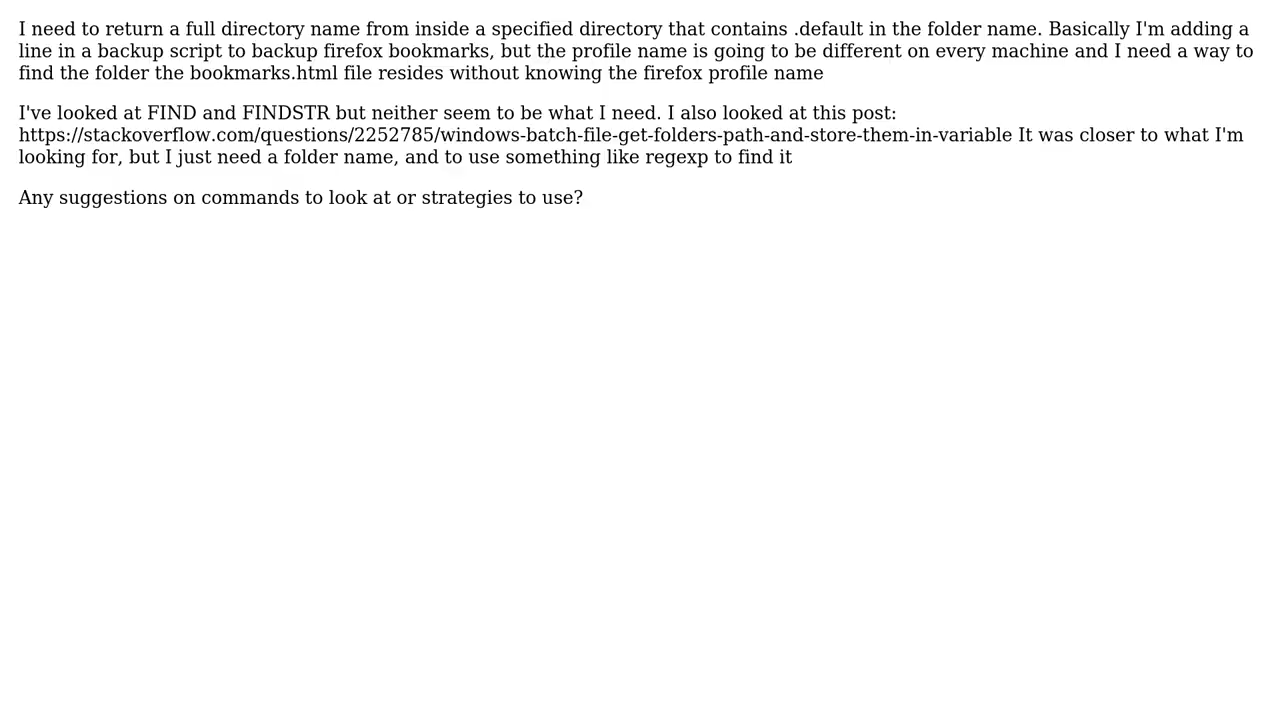 I need to return a full directory name from inside a specified directory that contains .default in the folder name. Basically I'm adding a
line in a backup script to backup firefox bookmarks, but the profile name is going to be different on every machine and I need a way to
find the folder the bookmarks.html file resides without knowing the firefox profile name
I've looked at FIND and FINDSTR but neither seem to be what I need. I also looked at this post:
https://stackoverflow.com/questions/2252785/windows-batch-file-get-folders-path-and-store-them-in-variable It was closer to what I'm
looking for, but I just need a folder name, and to use something like regexp to find it
Any suggestions on commands to look at or strategies to use?